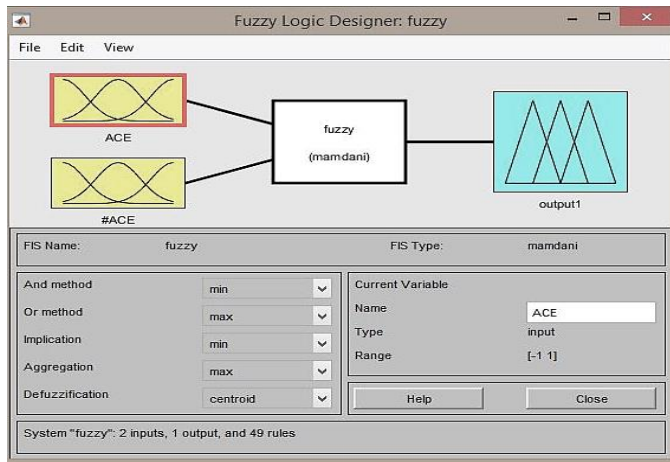 Fuzzy Logic Designer: fuzzy
File Edit View
ACE
#ACE
fuzzy
(mamdani)
output1
FIS Name: fuzzy FIS Type: mamdani
And method min
Or method max
Implication min
Aggregation max
Defuzzification centroid
Current Variable
Name ACE
Type input
Range [-1 1]
Help Close
System "fuzzy": 2 inputs, 1 output, and 49 rules